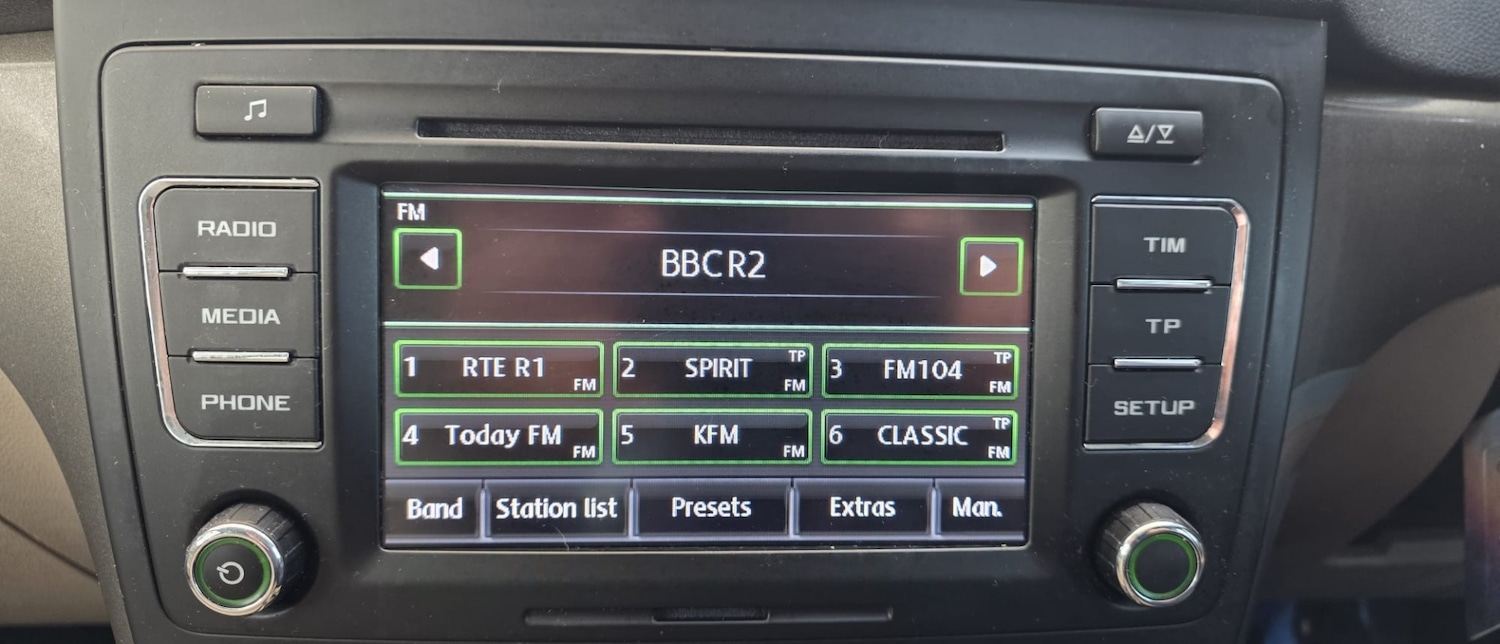 RADIO
MEDIA
PHONE
FM
BBC R2
1 RTE R1 FM
2 SPIRIT TP FM
3 FM104 TP FM
4 Today FM FM
5 KFM FM
6 CLASSIC TP FM
Band Station list Presets Extras Man.
TIM
TP
SETUP